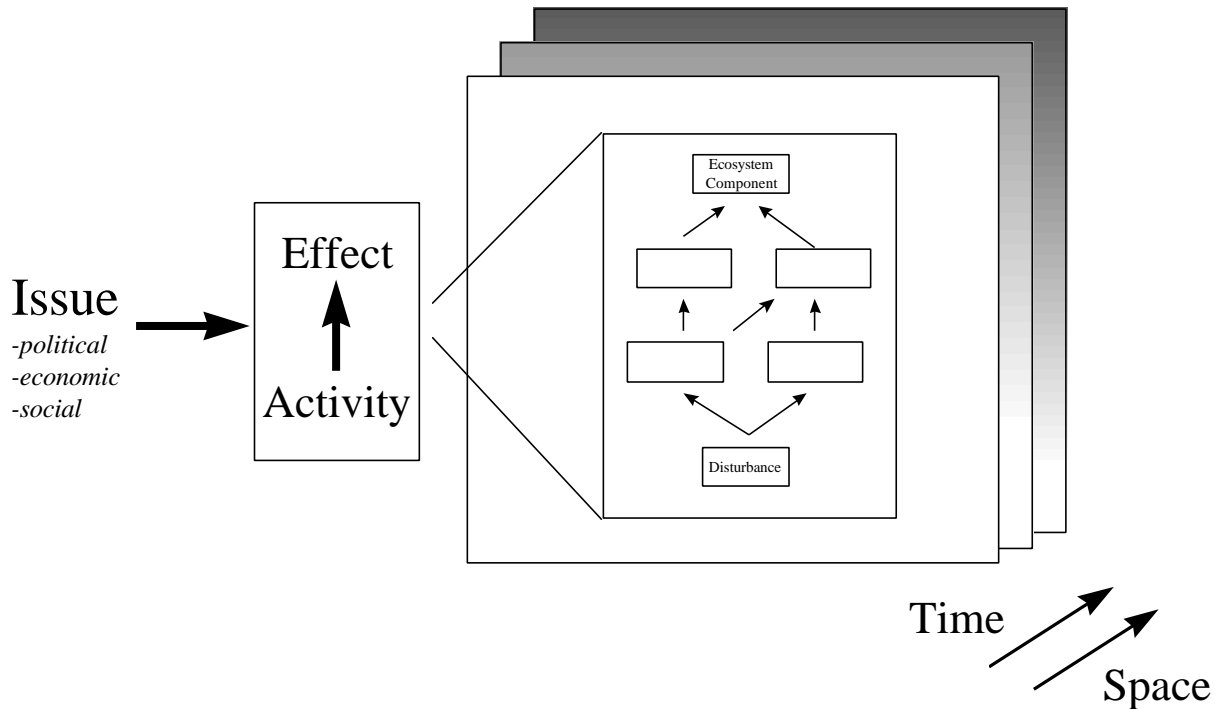 Issue
-political
-economic
-social
Effect
Activity
Ecosystem
Component
Disturbance
Time
Space